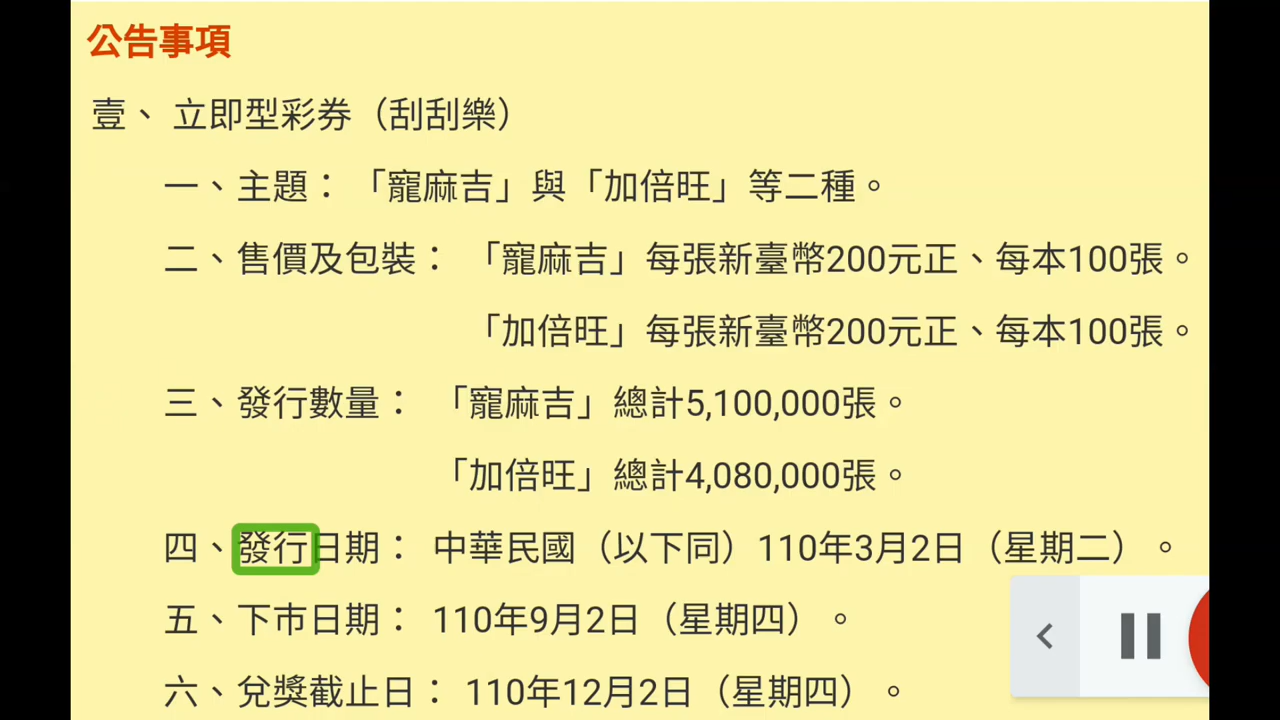 公告事項
壹、 立即型彩券（刮刮樂）
一、主題： 「寵麻吉」與「加倍旺」等二種。
二、售價及包裝： 「寵麻吉」每張新臺幣200元正、每本100張。
「加倍旺」每張新臺幣200元正、每本100張。
三、發行數量： 「寵麻吉」總計5,100,000張。
「加倍旺」總計4,080,000張。
四、發行日期： 中華民國（以下同）110年3月2日（星期二）。
五、下市日期： 110年9月2日（星期四）。
六、兌獎截止日： 110年12月2日（星期四）。